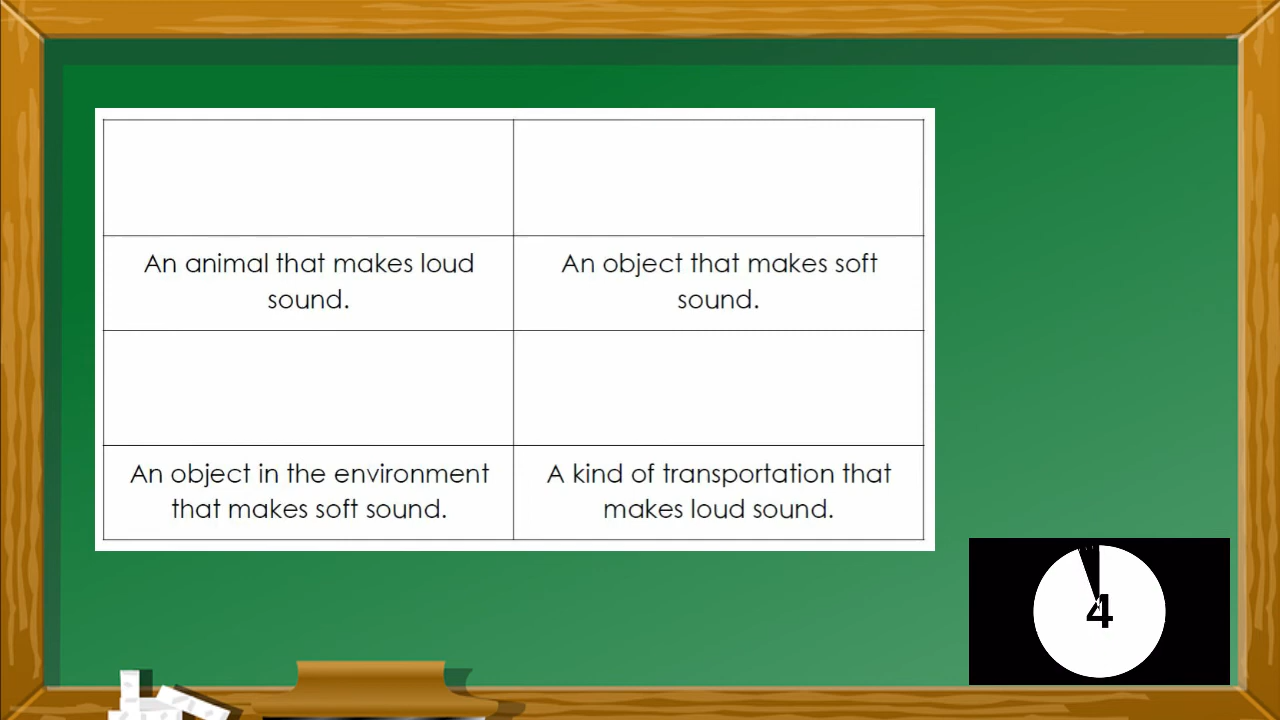 An animal that makes loud
sound.
An object that makes soft
sound.
An object in the environment
that makes soft sound.
A kind of transportation that
makes loud sound.
4